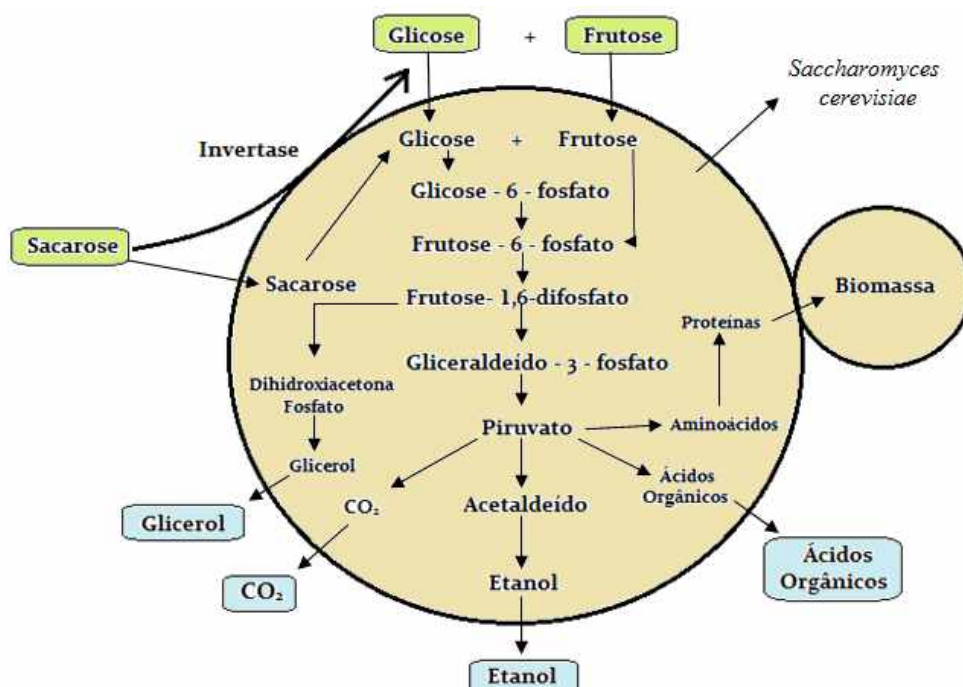 Glicose + Frutose
Saccharomyces
cerevisiae
Invertase
Glicose + Frutose
Glicose - 6 - fosfato
Sacarose
Frutose - 6 - fosfato
Sacarose
Frutose- 1,6-difosfato
Biomassa
Proteínas
Gliceraldeído - 3 - fosfato
Dihidroxiacetona
Fosfato
Piruvato
Aminoácidos
Glicerol
Ácidos
Orgânicos
CO₂
Acetaldeído
Glicerol
Ácidos
Orgânicos
CO₂
Etanol
Etanol